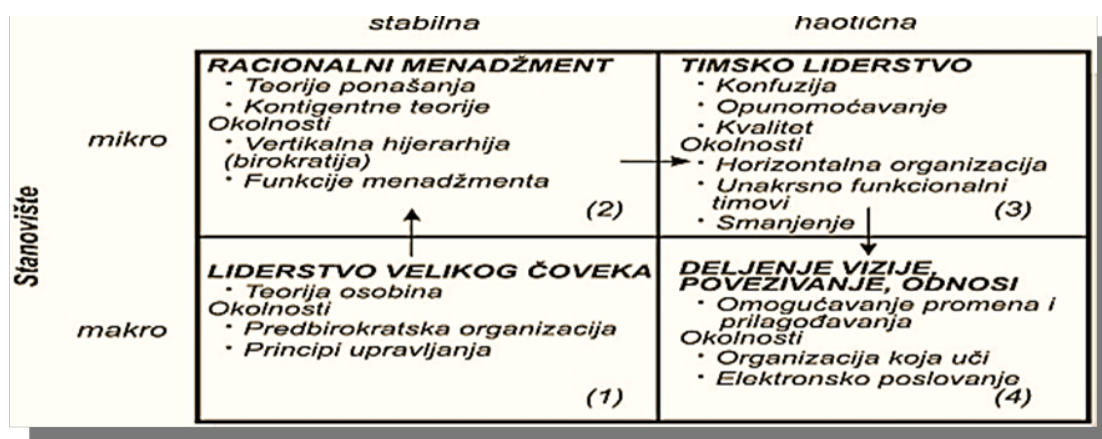 stabilna
haotična
Stanovište
mikro
RACIONALNI MENADŽMENT
· Teorije ponašanja
· Kontigentne teorije
Okolnosti
· Vertikalna hijerarhija
(birokratija)
· Funkcije menadžmenta
(2)
TIMSKO LIDERSTVO
· Konfuzija
· Opunomoćavanje
· Kvalitet
Okolnosti
· Horizontalna organizacija
· Unakrsno funkcionalni
timovi
(3)
· Smanjenje
makro
LIDERSTVO VELIKOG ČOVEKA
· Teorija osobina
Okolnosti
· Predbirokratska organizacija
· Principi upravljanja
(1)
DELJENJE VIZIJE,
POVEZIVANJE, ODNOSI
· Omogućavanje promena i
prilagođavanja
Okolnosti
· Organizacija koja uči
· Elektronsko poslovanje
(4)